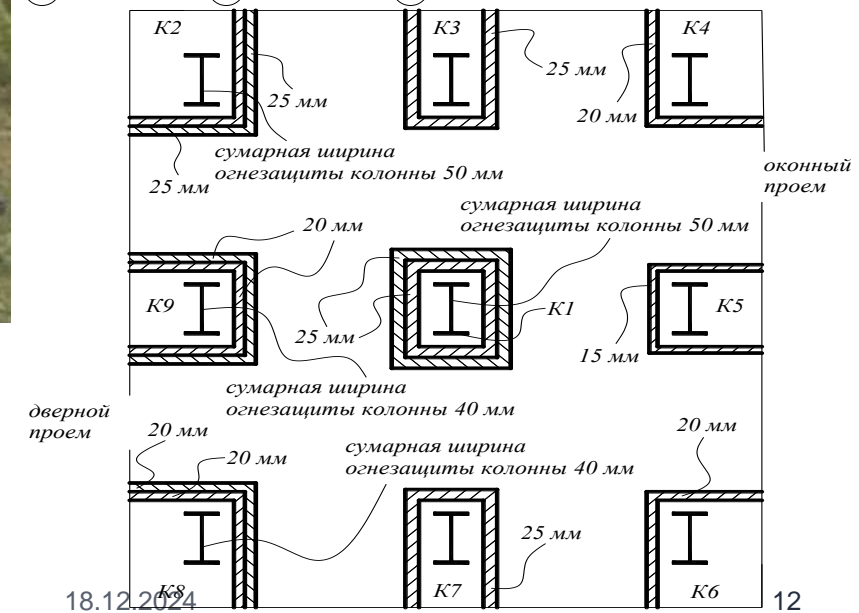 К2
К3
К4
25 мм
25 мм
20 мм
сумарная ширина
огнезащиты колонны 50 мм
25 мм
оконный
проем
сумарная ширина
огнезащиты колонны 50 мм
20 мм
К9
К1
К5
25 мм
15 мм
сумарная ширина
огнезащиты колонны 40 мм
дверной
проем
20 мм
20 мм
сумарная ширина
огнезащиты колонны 40 мм
20 мм
25 мм
К8
К7
К6
18.12.2024
12